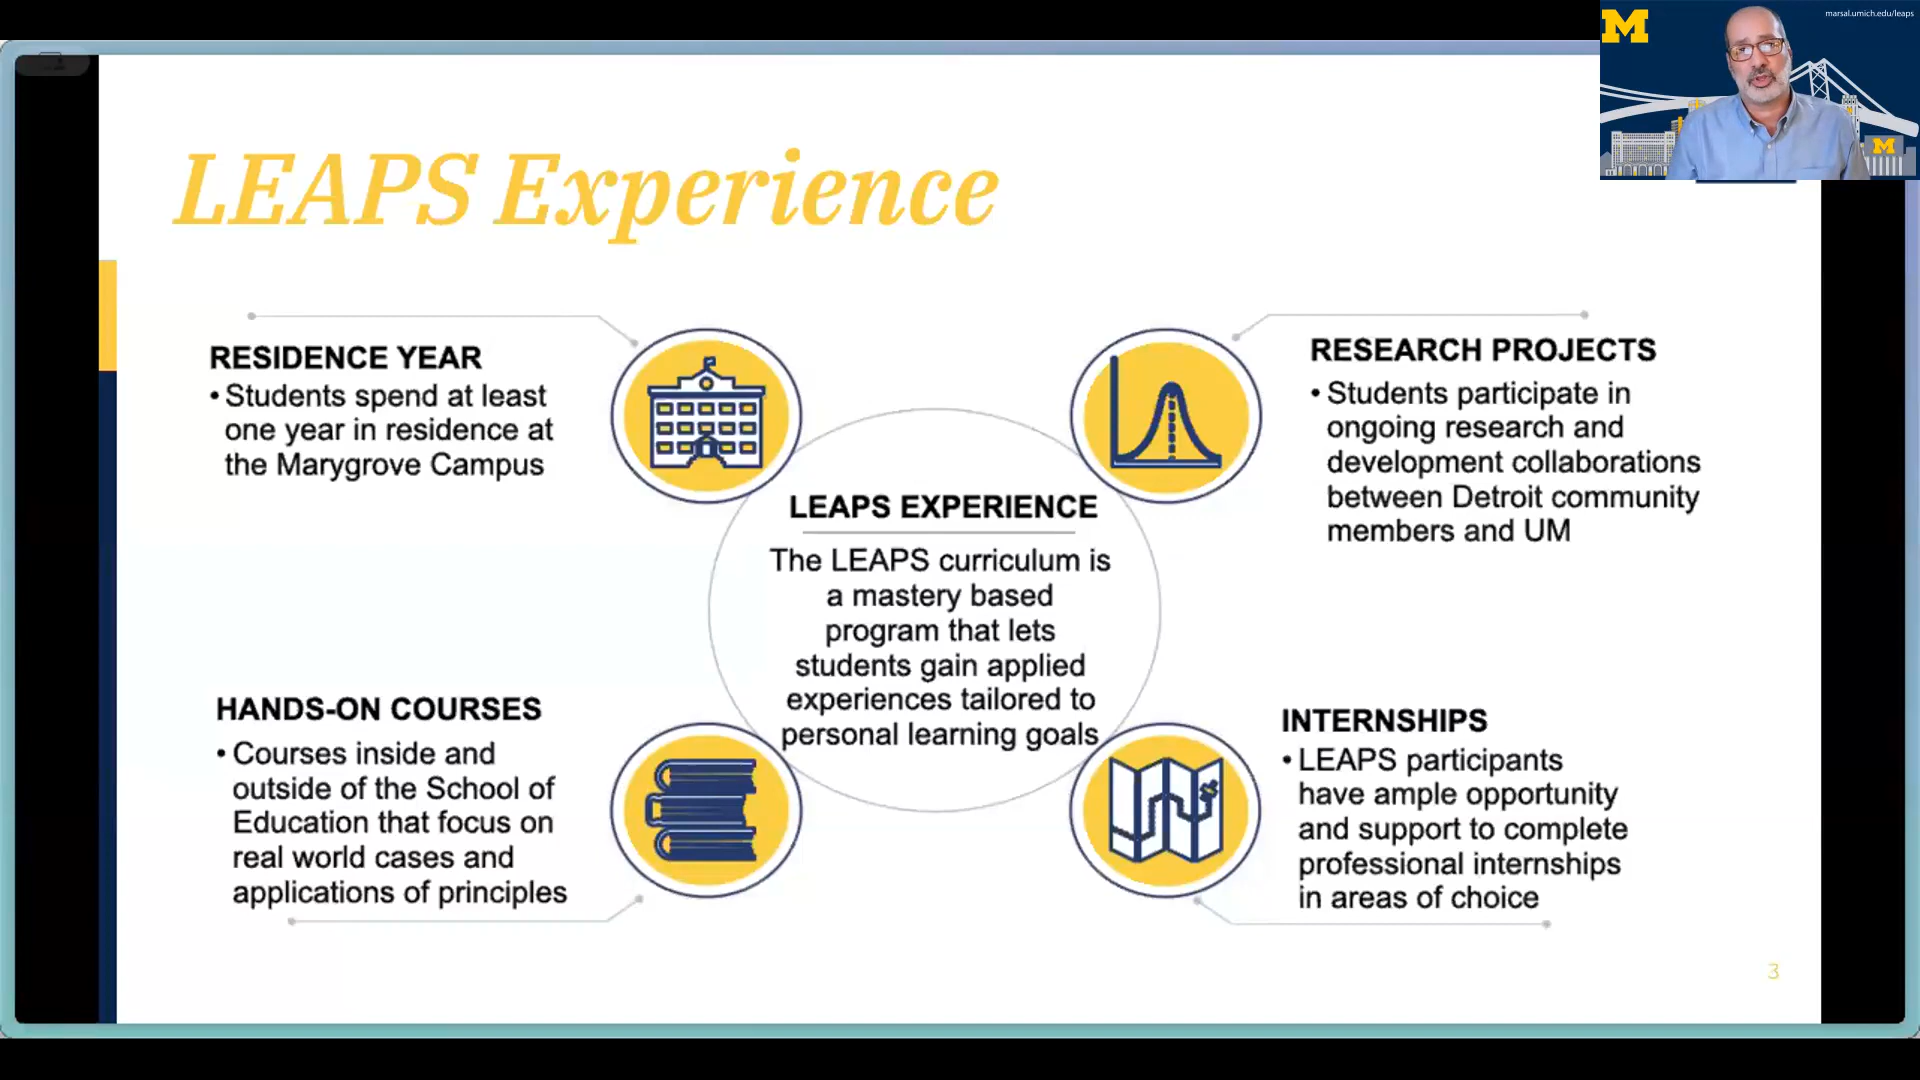 M
marsal.umich.edu/leaps
M
LEAPS Experience
RESIDENCE YEAR
• Students spend at least
one year in residence at
the Marygrove Campus
RESEARCH PROJECTS
• Students participate in
ongoing research and
development collaborations
between Detroit community
members and UM
LEAPS EXPERIENCE
The LEAPS curriculum is
a mastery based
program that lets
students gain applied
experiences tailored to
personal learning goals
HANDS-ON COURSES
• Courses inside and
outside of the School of
Education that focus on
real world cases and
applications of principles
INTERNSHIPS
• LEAPS participants
have ample opportunity
and support to complete
professional internships
in areas of choice
3